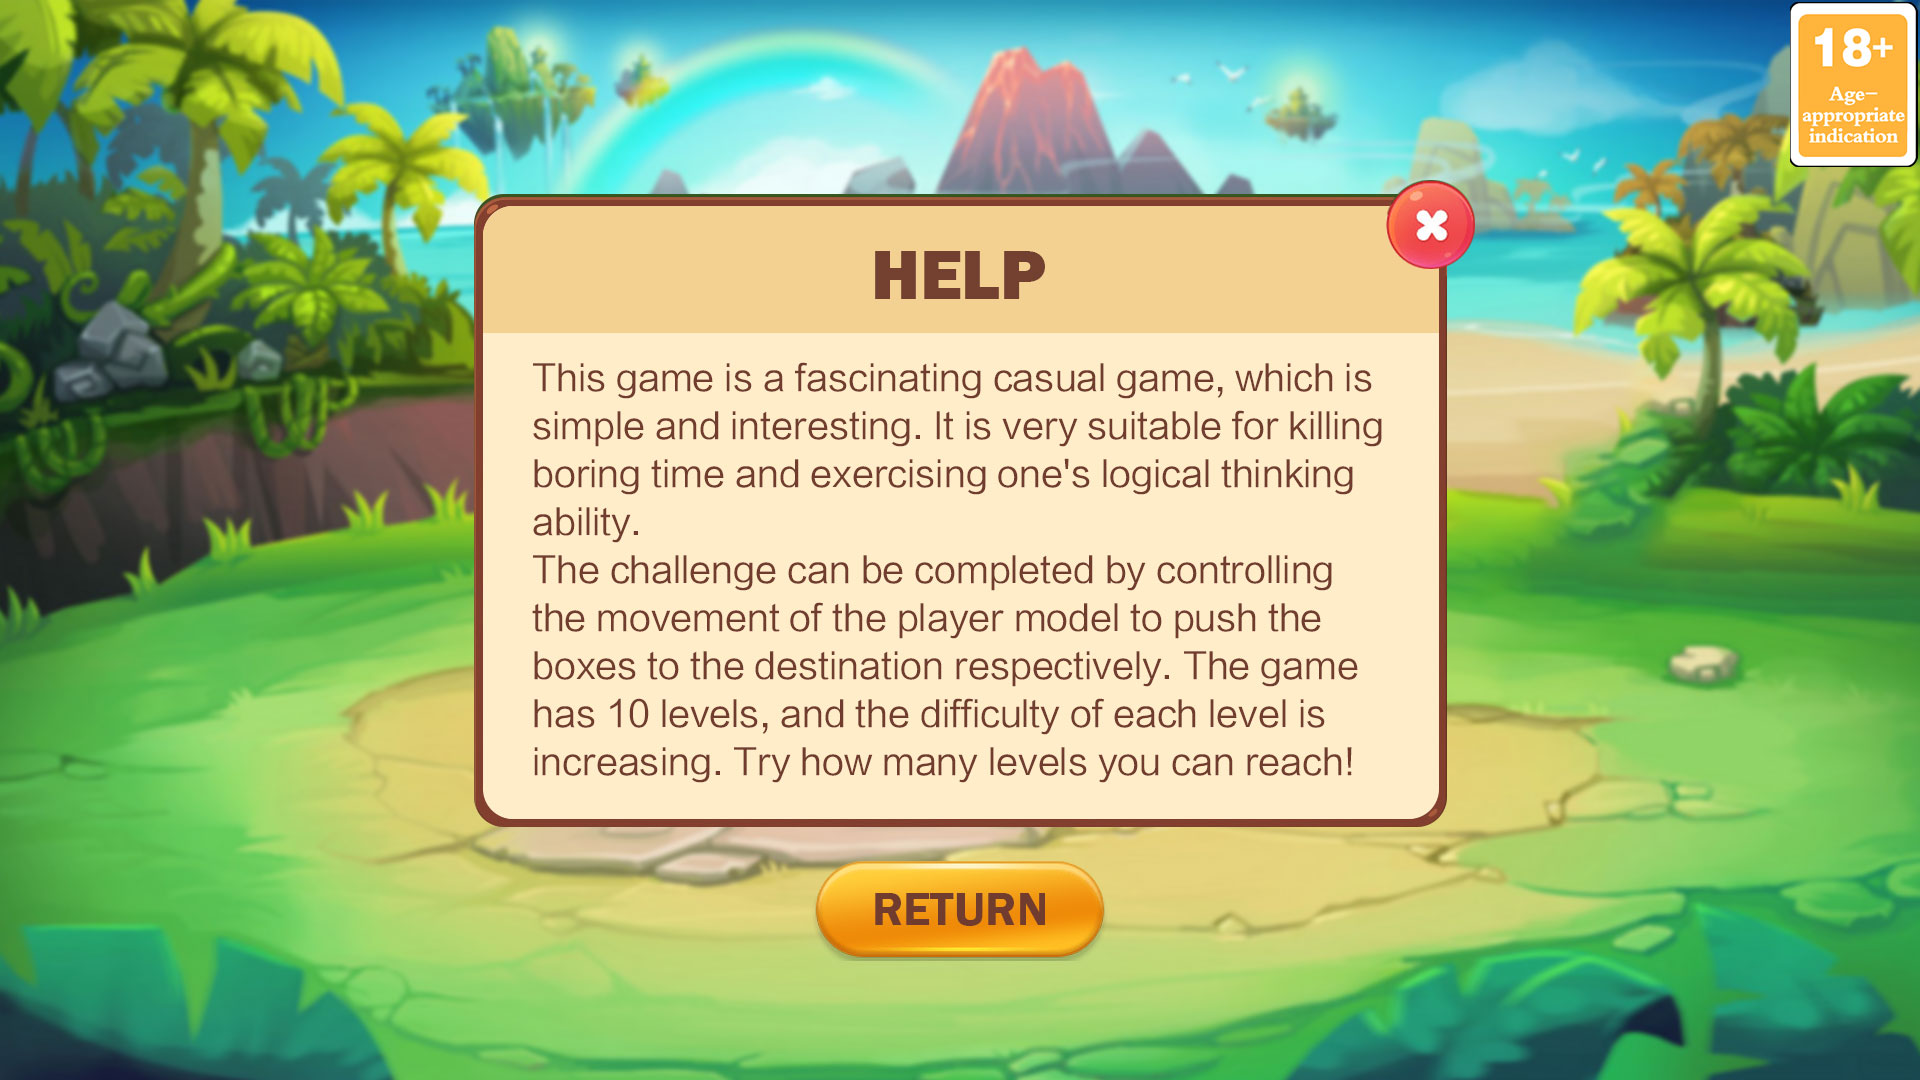 18+
Age-
appropriate
indication
HELP
This game is a fascinating casual game, which is
simple and interesting. It is very suitable for killing
boring time and exercising one's logical thinking
ability.
The challenge can be completed by controlling
the movement of the player model to push the
boxes to the destination respectively. The game
has 10 levels, and the difficulty of each level is
increasing. Try how many levels you can reach!
RETURN